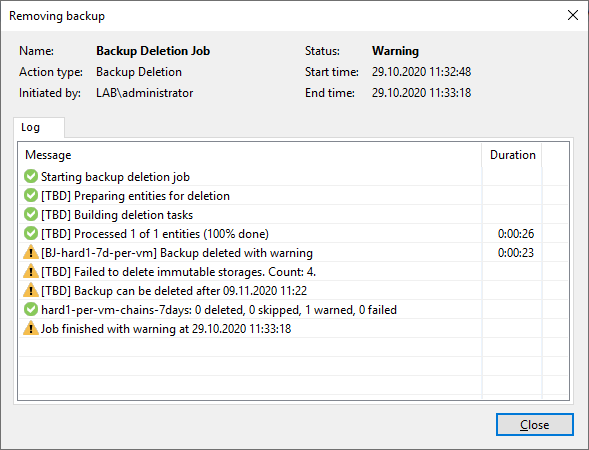 Removing backup
Name: Backup Deletion Job Status: Warning
Action type: Backup Deletion Start time: 29.10.2020 11:32:48
Initiated by: LAB\administrator End time: 29.10.2020 11:33:18
Log
Message Duration
Starting backup deletion job
[TBD] Preparing entities for deletion
[TBD] Building deletion tasks
[TBD] Processed 1 of 1 entities (100% done) 0:00:26
[BJ-hard1-7d-per-vm] Backup deleted with warning 0:00:23
[TBD] Failed to delete immutable storages. Count: 4.
[TBD] Backup can be deleted after 09.11.2020 11:22
hard1-per-vm-chains-7days: 0 deleted, 0 skipped, 1 warned, 0 failed
Job finished with warning at 29.10.2020 11:33:18
Close